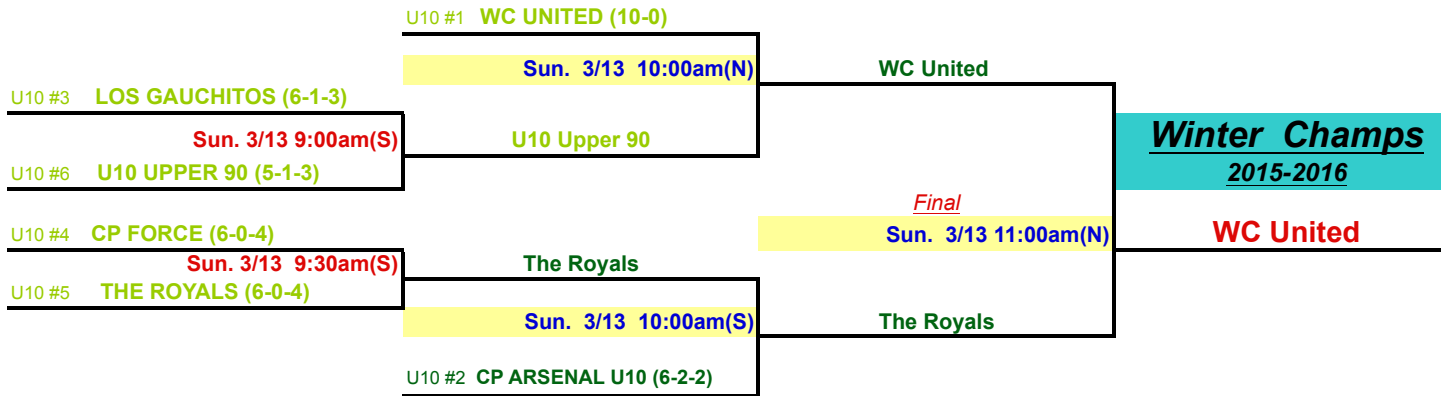 U10 #1 WC UNITED (10-0)
Sun. 3/13 10:00am(N)
WC United
U10 #3 LOS GAUCHITOS (6-1-3)
Sun. 3/13 9:00am(S)
U10 Upper 90
U10 #6 U10 UPPER 90 (5-1-3)
Winter Champs
2015-2016
Final
Sun. 3/13 11:00am(N)
WC United
U10 #4 CP FORCE (6-0-4)
Sun. 3/13 9:30am(S)
The Royals
U10 #5 THE ROYALS (6-0-4)
Sun. 3/13 10:00am(S)
The Royals
U10 #2 CP ARSENAL U10 (6-2-2)